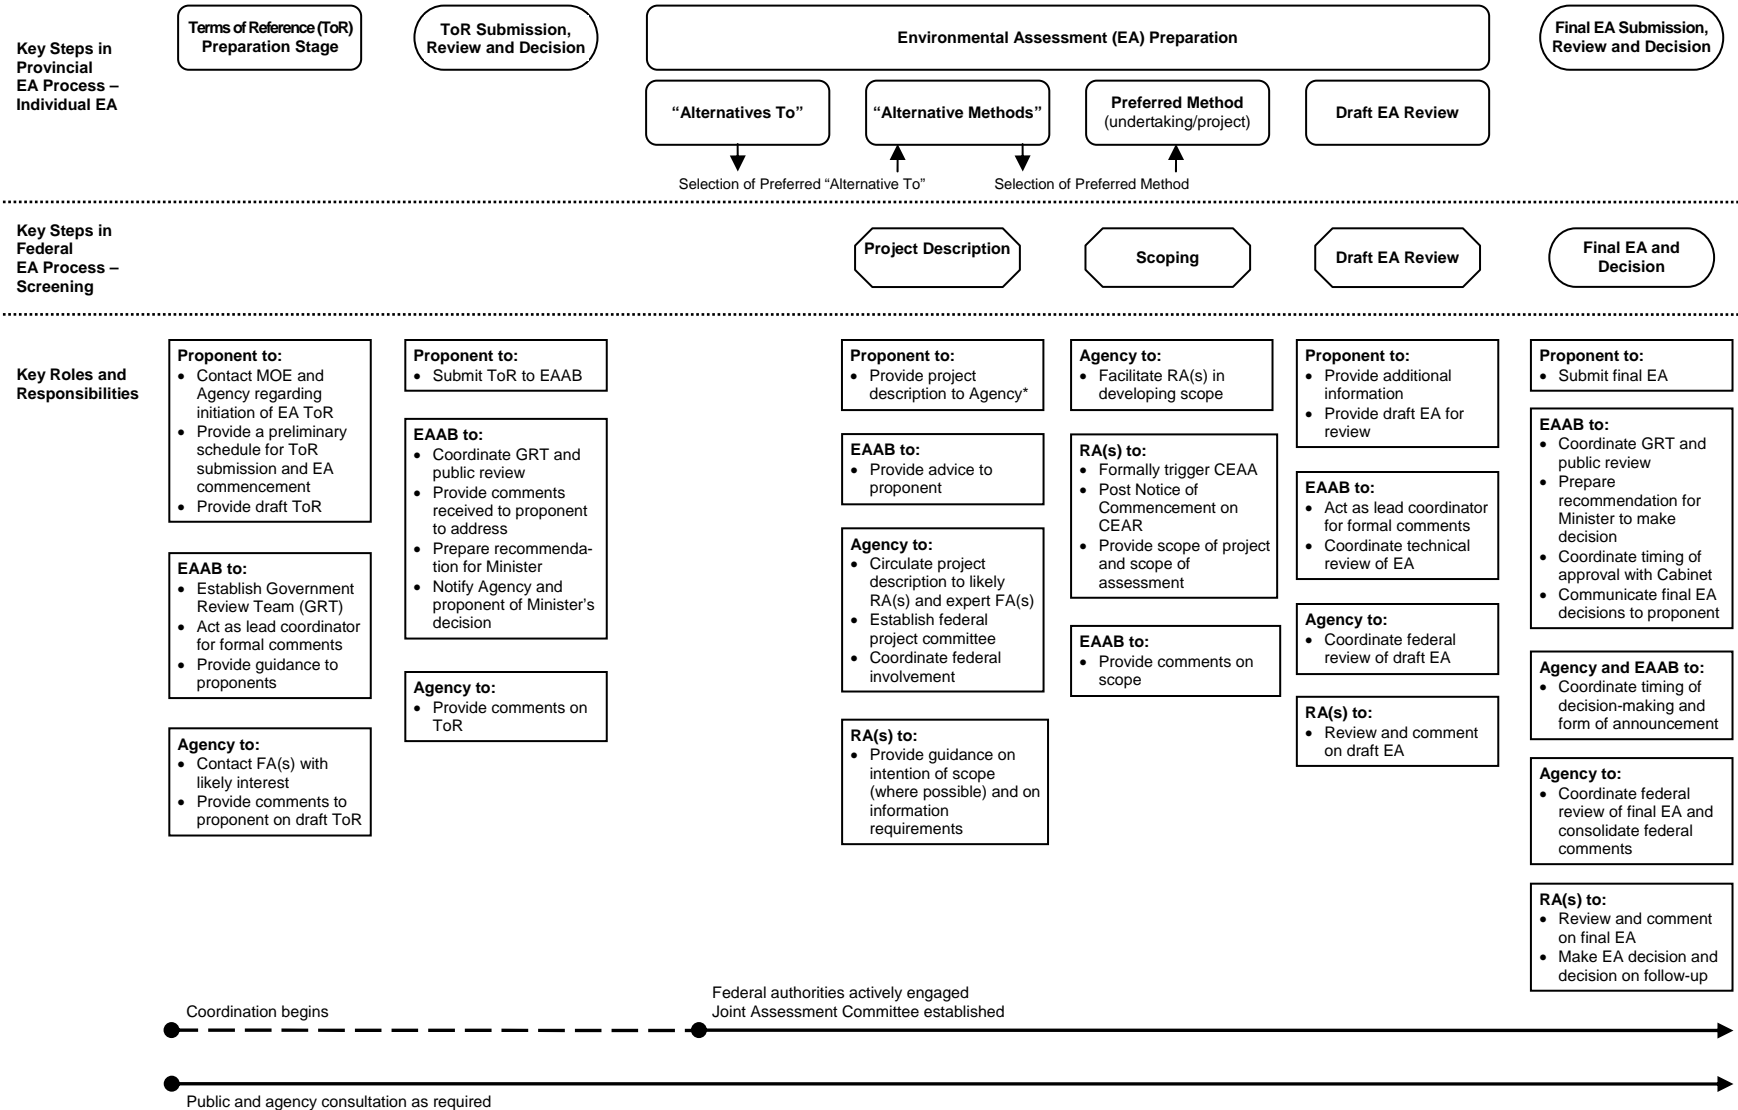 Key Steps in
Provincial
EA Process –
Individual EA
Terms of Reference (ToR)
Preparation Stage
ToR Submission,
Review and Decision
Environmental Assessment (EA) Preparation
Final EA Submission,
Review and Decision
“Alternatives To”
“Alternative Methods”
Preferred Method
(undertaking/project)
Draft EA Review
Selection of Preferred “Alternative To”
Selection of Preferred Method
Key Steps in
Federal
EA Process –
Screening
Project Description
Scoping
Draft EA Review
Final EA and
Decision
Key Roles and
Responsibilities
Proponent to:
• Contact MOE and
Agency regarding
initiation of EA ToR
• Provide a preliminary
schedule for ToR
submission and EA
commencement
• Provide draft ToR
EAAB to:
• Establish Government
Review Team (GRT)
• Act as lead coordinator
for formal comments
• Provide guidance to
proponents
Agency to:
• Contact FA(s) with
likely interest
• Provide comments to
proponent on draft ToR
Proponent to:
• Submit ToR to EAAB
EAAB to:
• Coordinate GRT and
public review
• Provide comments
received to proponent
to address
• Prepare recommenda-
tion for Minister
• Notify Agency and
proponent of Minister’s
decision
Agency to:
• Provide comments on
ToR
Proponent to:
• Provide project
description to Agency*
EAAB to:
• Provide advice to
proponent
Agency to:
• Circulate project
description to likely
RA(s) and expert FA(s)
• Establish federal
project committee
• Coordinate federal
involvement
RA(s) to:
• Provide guidance on
intention of scope
(where possible) and on
information
requirements
Agency to:
• Facilitate RA(s) in
developing scope
RA(s) to:
• Formally trigger CEAA
• Post Notice of
Commencement on
CEAR
• Provide scope of project
and scope of
assessment
EAAB to:
• Provide comments on
scope
Proponent to:
• Provide additional
information
• Provide draft EA for
review
EAAB to:
• Act as lead coordinator
for formal comments
• Coordinate technical
review of EA
Agency to:
• Coordinate federal
review of draft EA
RA(s) to:
• Review and comment
on draft EA
Proponent to:
• Submit final EA
EAAB to:
• Coordinate GRT and
public review
• Prepare
recommendation for
Minister to make
decision
• Coordinate timing of
approval with Cabinet
• Communicate final EA
decisions to proponent
Agency and EAAB to:
• Coordinate timing of
decision-making and
form of announcement
Agency to:
• Coordinate federal
review of final EA and
consolidate federal
comments
RA(s) to:
• Review and comment
on final EA
• Make EA decision and
decision on follow-up
Coordination begins
Federal authorities actively engaged
Joint Assessment Committee established
Public and agency consultation as required